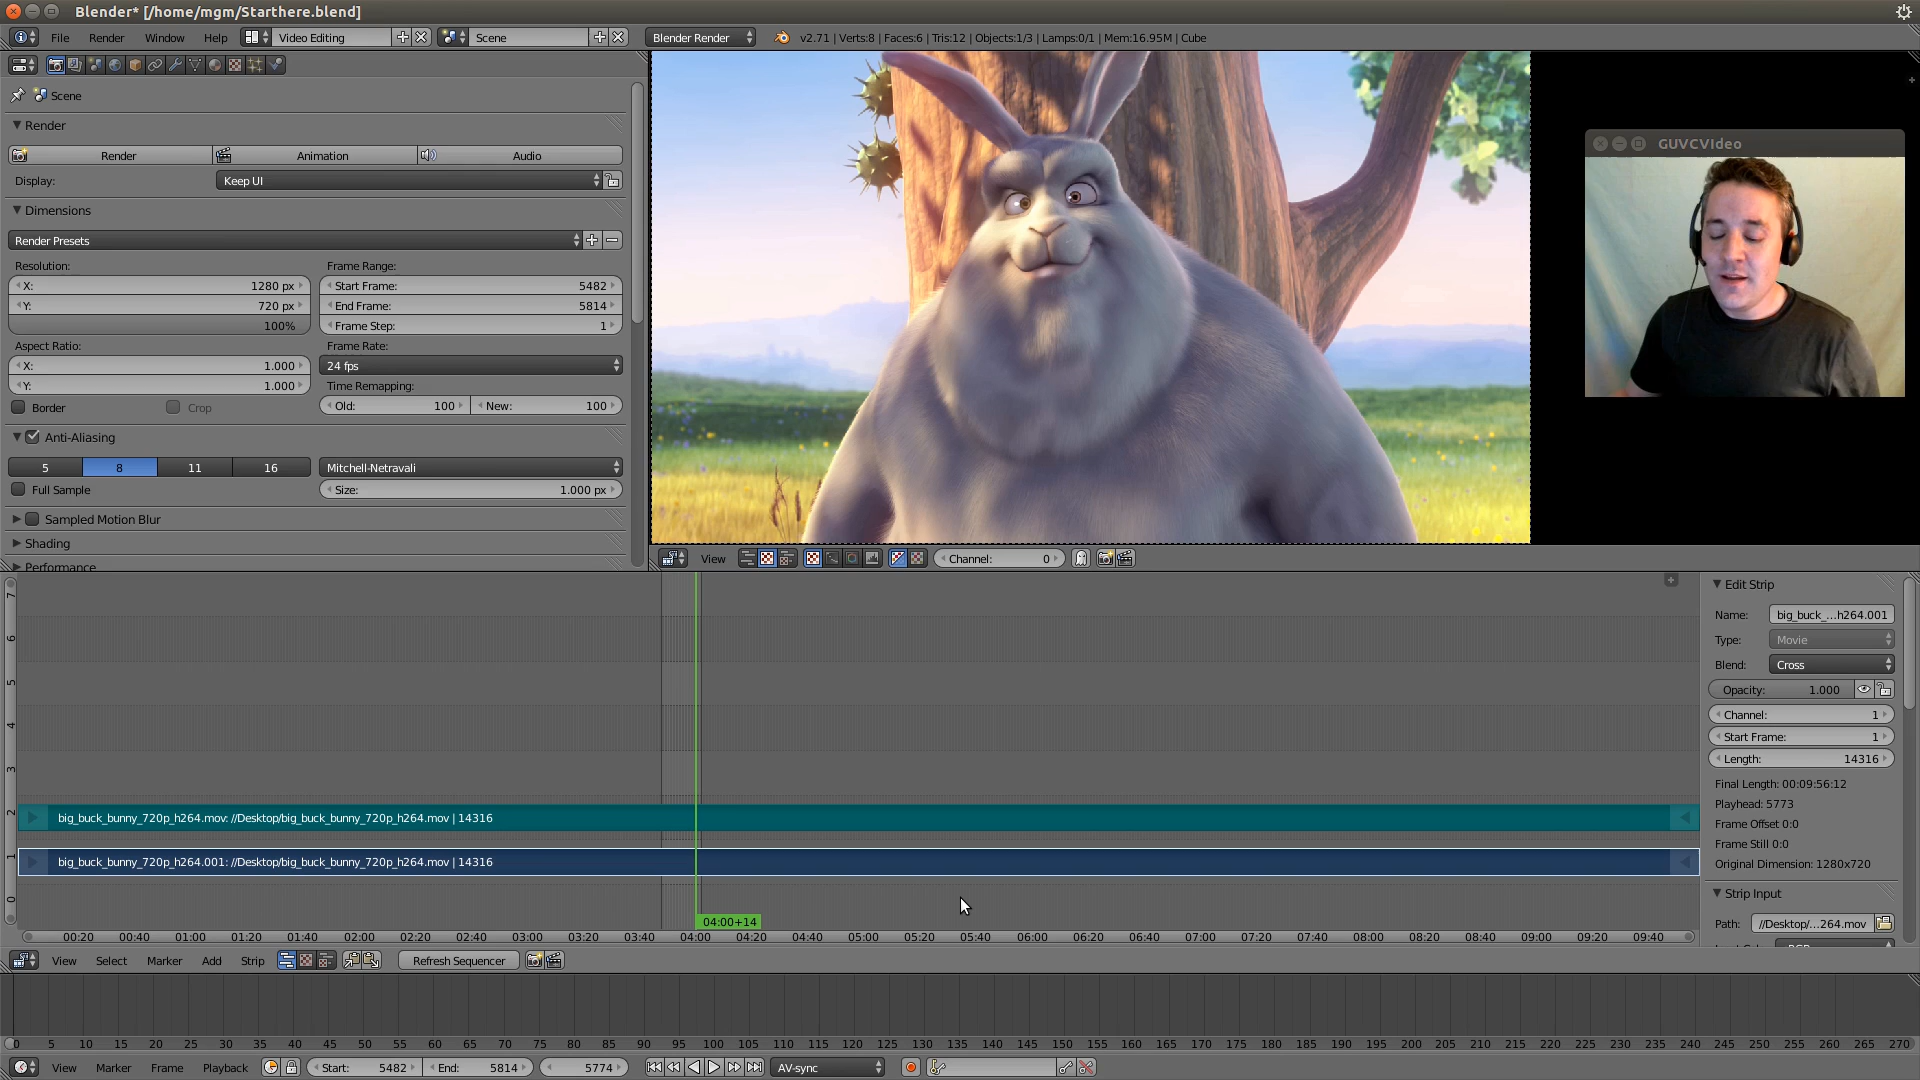 Blender* [/home/mgm/Starthere.blend]
File Render Window Help Video Editing Scene Blender Render v2.71 | Verts:8 | Faces:6 | Tris:12 | Objects:1/3 | Lamps:0/1 | Mem:16.95M | Cube
Scene
Render
Render Animation Audio
Display: Keep UI
Dimensions
Render Presets
Resolution: Frame Range:
X: 1280 px Start Frame: 5482
Y: 720 px End Frame: 5814
100% Frame Step: 1
Aspect Ratio: Frame Rate:
X: 1.000 24 fps
Y: 1.000 Time Remapping:
Border Crop Old: 100 New: 100
Anti-Aliasing
5 8 11 16 Mitchell-Netravali
Full Sample Size: 1.000 px
Sampled Motion Blur
Shading
Performance
GUVCVIdeo
View Channel: 0
7
6
5
4
3
2
1
0
big_buck_bunny_720p_h264.mov: //Desktop/big_buck_bunny_720p_h264.mov | 14316
big_buck_bunny_720p_h264.001: //Desktop/big_buck_bunny_720p_h264.mov | 14316
04:00+14
00:20 00:40 01:00 01:20 01:40 02:00 02:20 02:40 03:00 03:20 03:40 04:00 04:20 04:40 05:00 05:20 05:40 06:00 06:20 06:40 07:00 07:20 07:40 08:00 08:20 08:40 09:00 09:20 09:40
Edit Strip
Name: big_buck_...h264.001
Type: Movie
Blend: Cross
Opacity: 1.000
Channel: 1
Start Frame: 1
Length: 14316
Final Length: 00:09:56:12
Playhead: 5773
Frame Offset 0:0
Frame Still 0:0
Original Dimension: 1280x720
Strip Input
Path: //Desktop/...264.mov
View Select Marker Add Strip Refresh Sequencer
0 5 10 15 20 25 30 35 40 45 50 55 60 65 70 75 80 85 90 95 100 105 110 115 120 125 130 135 140 145 150 155 160 165 170 175 180 185 190 195 200 205 210 215 220 225 230 235 240 245 250 255 260 265 270
View Marker Frame Playback Start: 5482 End: 5814 5774 AV-sync